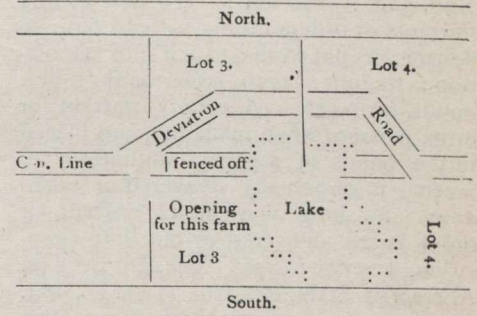 North.
Lot 3.
Lot 4.
Deviation
Road
Con. Line
fenced off
Opening
for this farm
Lake
Lot 3
Lot 4.
South.